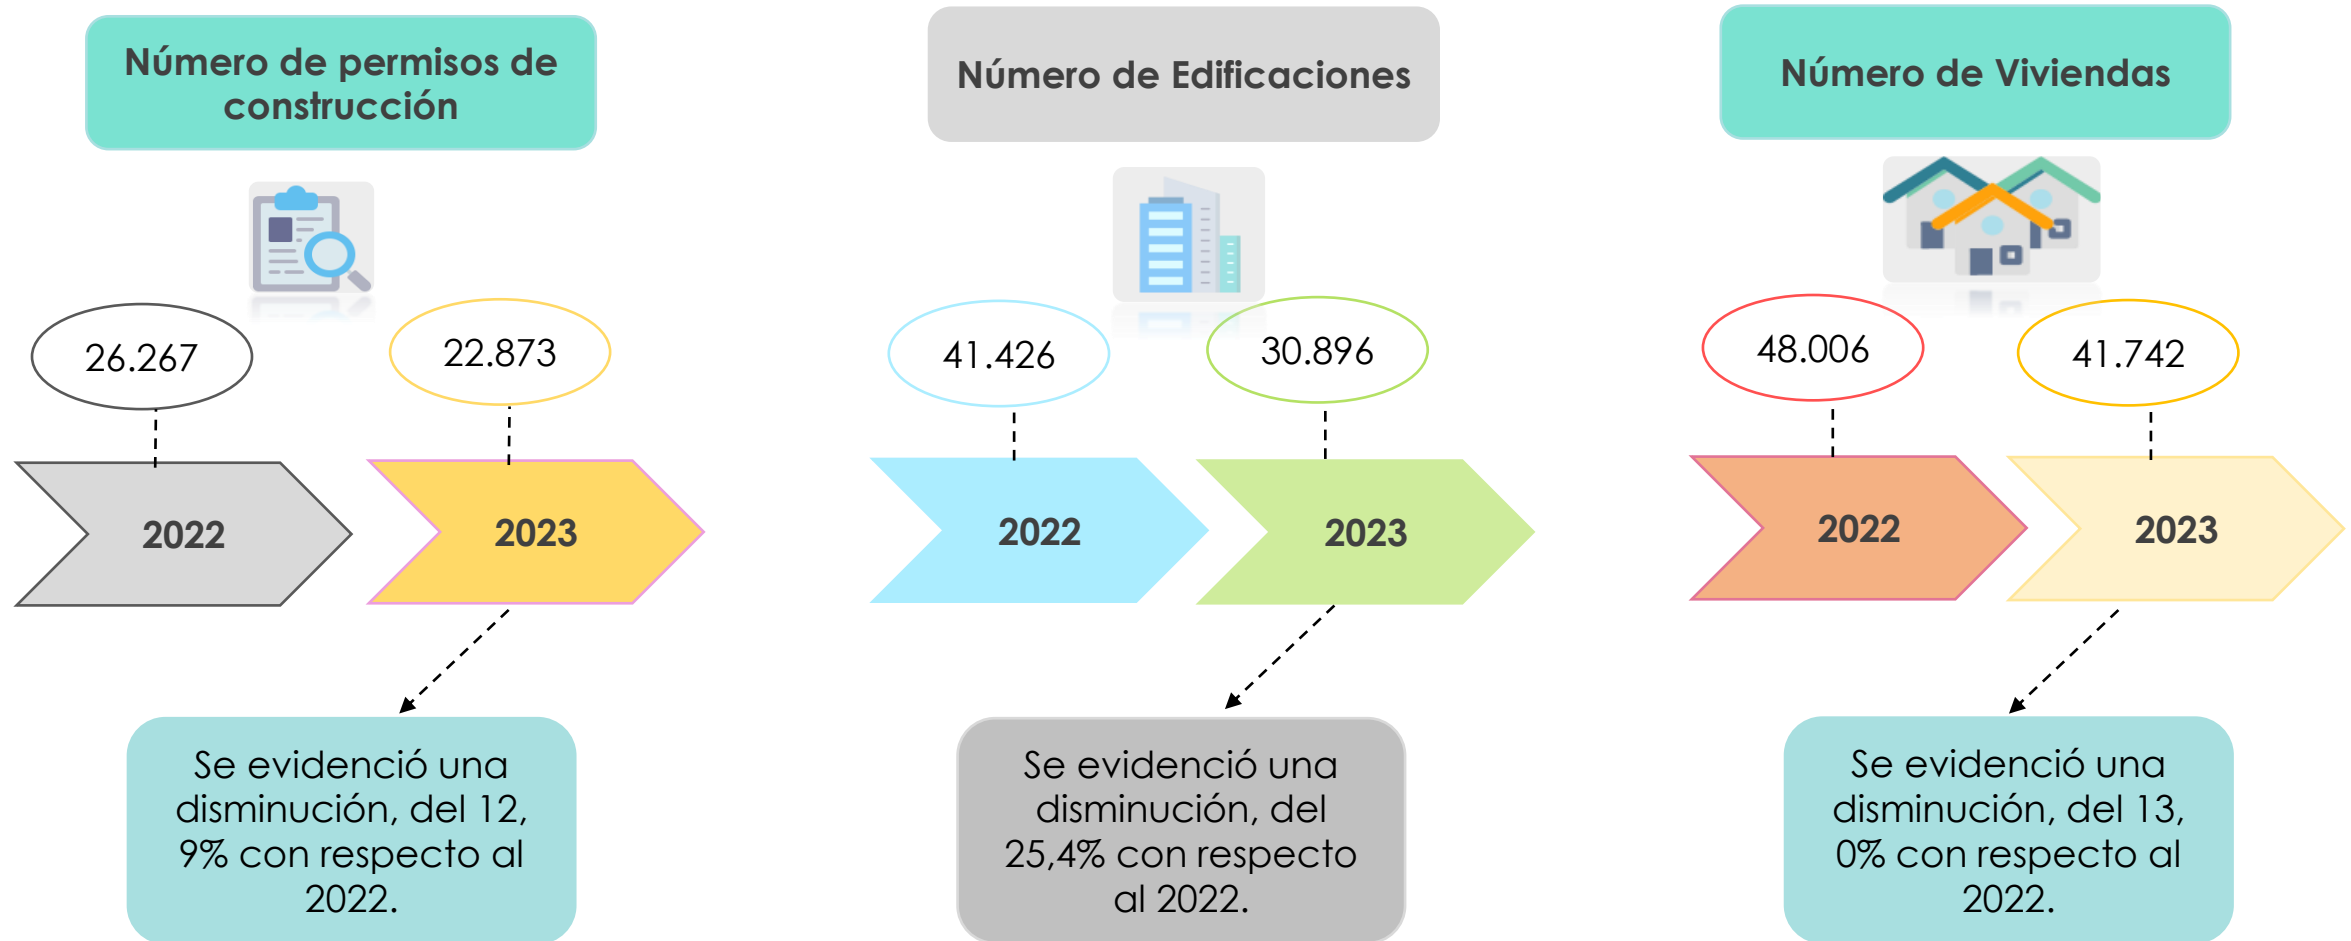 Número de permisos de
construcción
26.267
22.873
2022
2023
Se evidenció una
disminución, del 12,
9% con respecto al
2022.
Número de Edificaciones
41.426
30.896
2022
2023
Se evidenció una
disminución, del
25,4% con respecto
al 2022.
Número de Viviendas
48.006
41.742
2022
2023
Se evidenció una
disminución, del 13,
0% con respecto al
2022.